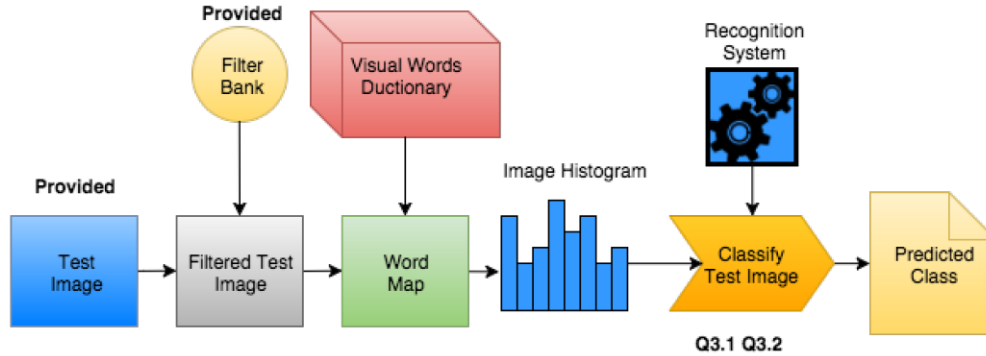 Provided
Filter
Bank
Visual Words
Ductionary
Recognition
System
Provided
Image Histogram
Test
Image
Filtered Test
Image
Word
Map
Classify
Test Image
Predicted
Class
Q3.1 Q3.2